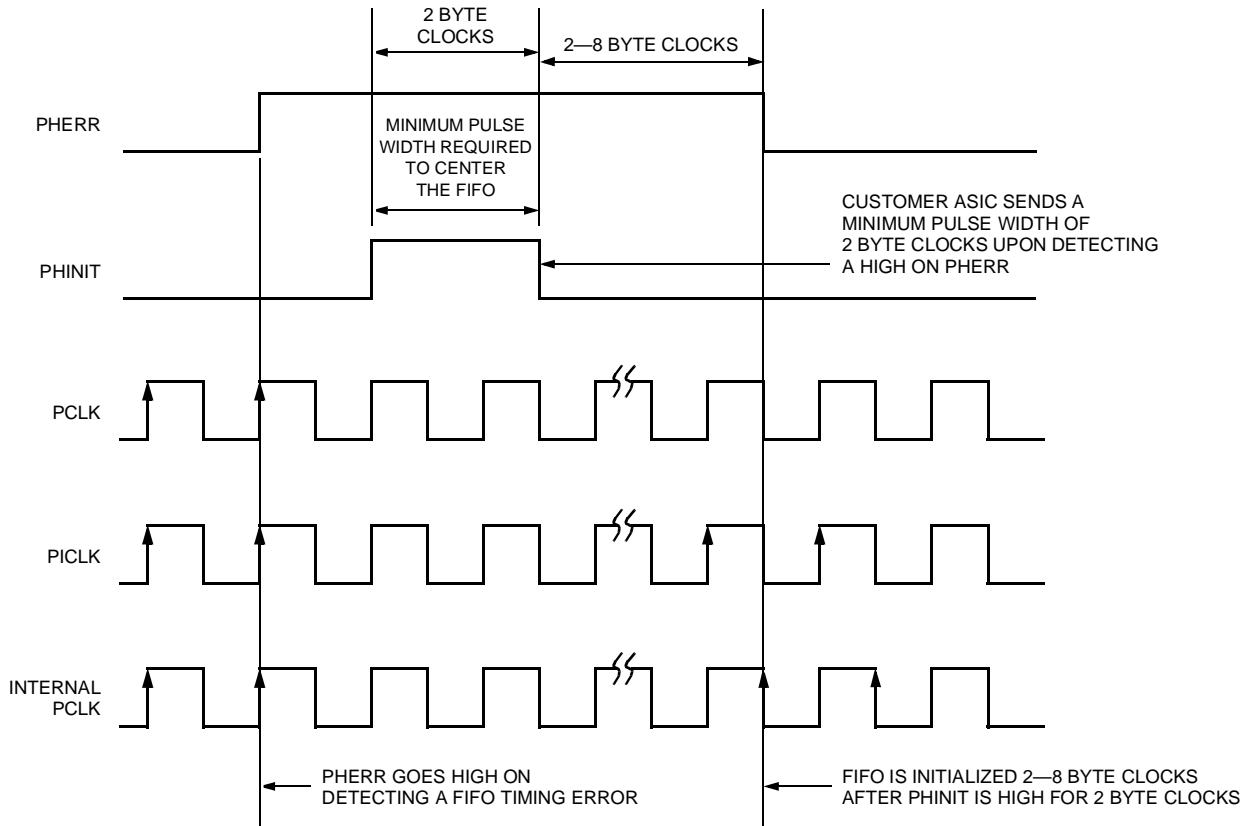 2 BYTE
CLOCKS
2—8 BYTE CLOCKS
PHERR
MINIMUM PULSE
WIDTH REQUIRED
TO CENTER
THE FIFO
CUSTOMER ASIC SENDS A
MINIMUM PULSE WIDTH OF
2 BYTE CLOCKS UPON DETECTING
A HIGH ON PHERR
PHINIT
PCLK
PICLK
INTERNAL
PCLK
PHERR GOES HIGH ON
DETECTING A FIFO TIMING ERROR
FIFO IS INITIALIZED 2—8 BYTE CLOCKS
AFTER PHINIT IS HIGH FOR 2 BYTE CLOCKS